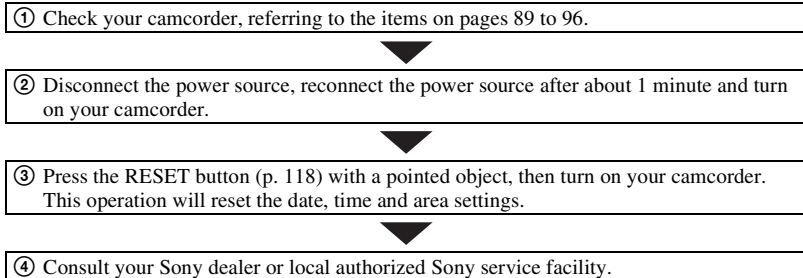 ① Check your camcorder, referring to the items on pages 89 to 96.
② Disconnect the power source, reconnect the power source after about 1 minute and turn
on your camcorder.
③ Press the RESET button (p. 118) with a pointed object, then turn on your camcorder.
This operation will reset the date, time and area settings.
④ Consult your Sony dealer or local authorized Sony service facility.